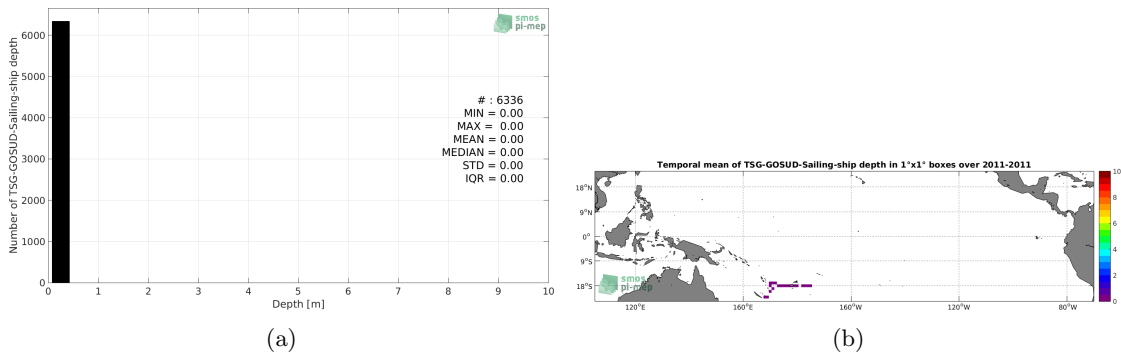 smos
pi-mep
Number of TSG-GOSUD-Sailing-ship depth
6000
5000
4000
3000
2000
1000
0
# : 6336
MIN = 0.00
MAX = 0.00
MEAN = 0.00
MEDIAN = 0.00
STD = 0.00
IQR = 0.00
0 1 2 3 4 5 6 7 8 9 10
Depth [m]
(a)
Temporal mean of TSG-GOSUD-Sailing-ship depth in 1°x1° boxes over 2011-2011
18°N
9°N
0°
9°S
18°S
smos
pi-mep
120°E 160°E 160°W 120°W 80°W
10
8
6
4
2
0
(b)